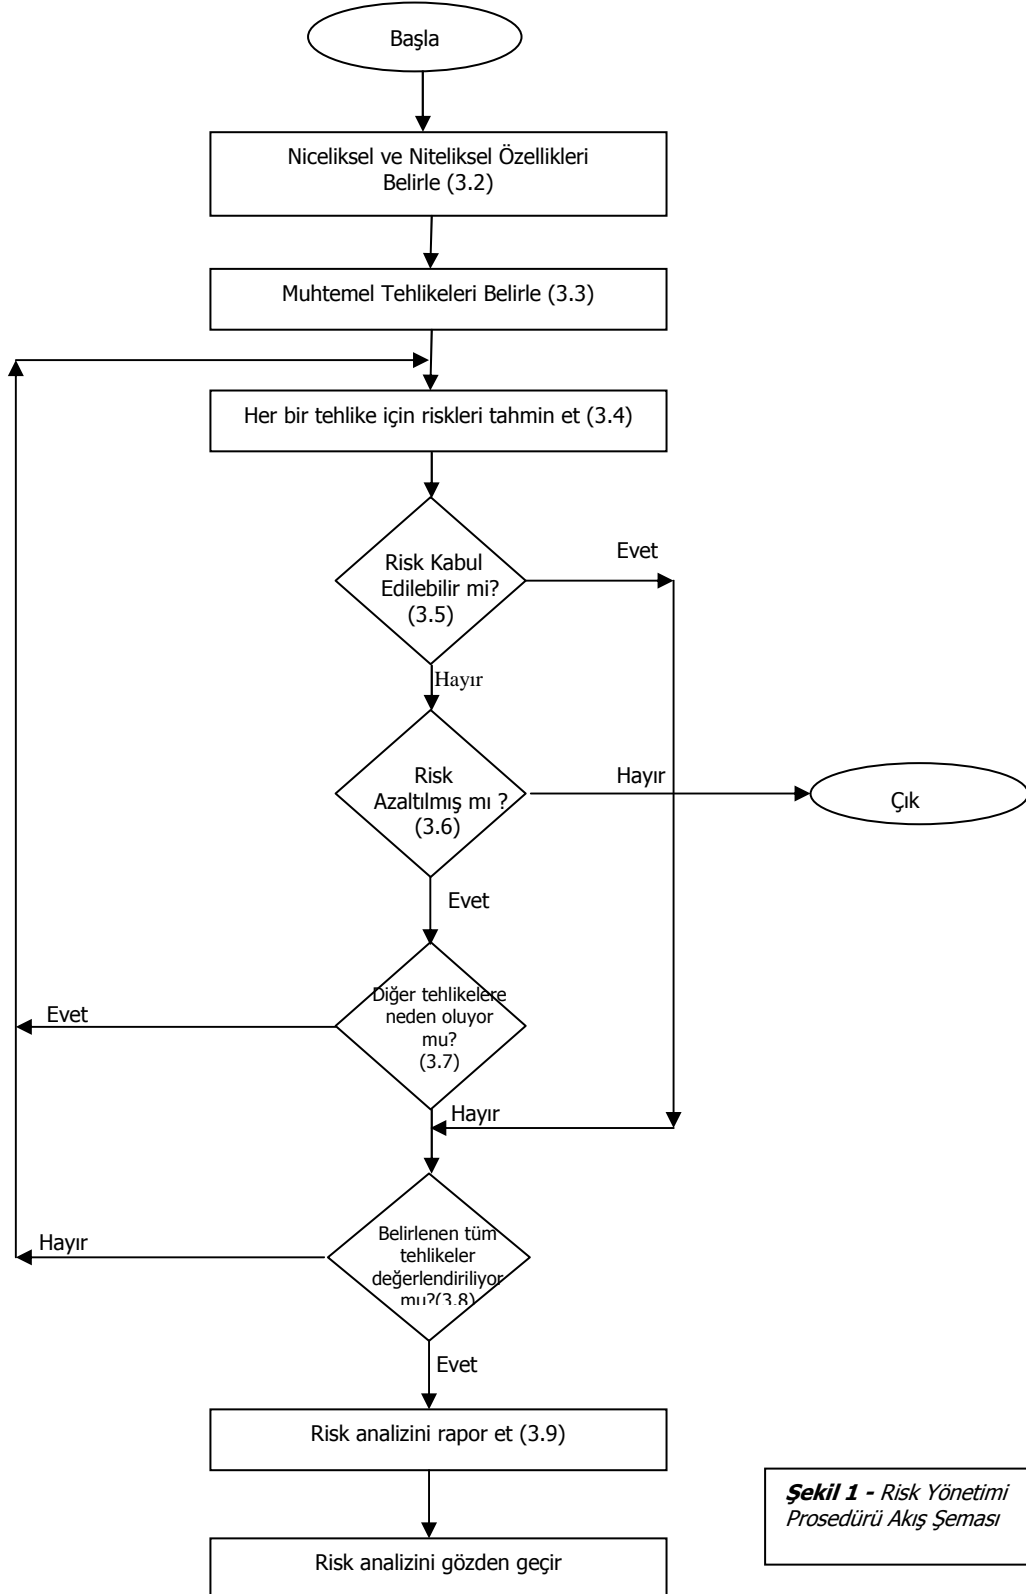 Başla
Niceliksel ve Niteliksel Özellikleri
Belirle (3.2)
Muhtemel Tehlikeleri Belirle (3.3)
Her bir tehlike için riskleri tahmin et (3.4)
Risk Kabul
Edilebilir mi?
(3.5)
Evet
Hayır
Risk
Azaltılmış mı ?
(3.6)
Hayır
Çık
Evet
Diğer tehlikelere
neden oluyor
mu?
(3.7)
Evet
Hayır
Belirlenen tüm
tehlikeler
değerlendiriliyor
mu?(3.8)
Hayır
Evet
Risk analizini rapor et (3.9)
Şekil 1 - Risk Yönetimi
Prosedürü Akış Şeması
Risk analizini gözden geçir